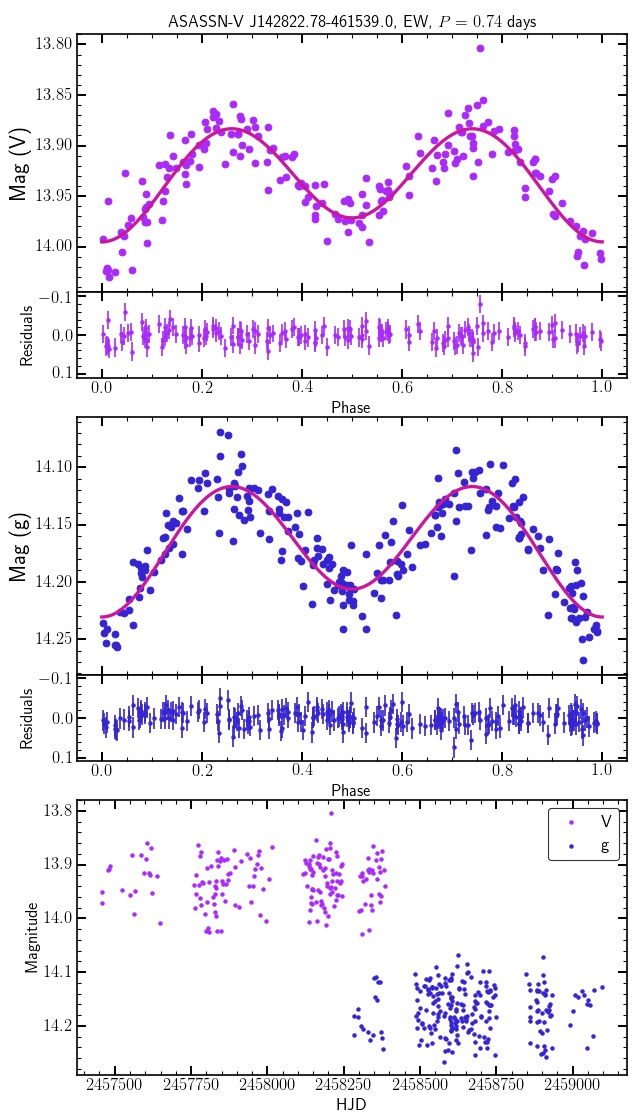 ASASSN-V J142822.78-461539.0, EW, P = 0.74 days
13.80
13.85
13.90
13.95
14.00
Mag (V)
−0.1
0.0
0.1
Residuals
0.0 0.2 0.4 0.6 0.8 1.0
Phase
14.10
14.15
14.20
14.25
Mag (g)
−0.1
0.0
0.1
Residuals
0.0 0.2 0.4 0.6 0.8 1.0
Phase
13.8
13.9
14.0
14.1
14.2
Magnitude
V
g
2457500 2457750 2458000 2458250 2458500 2458750 2459000
HJD